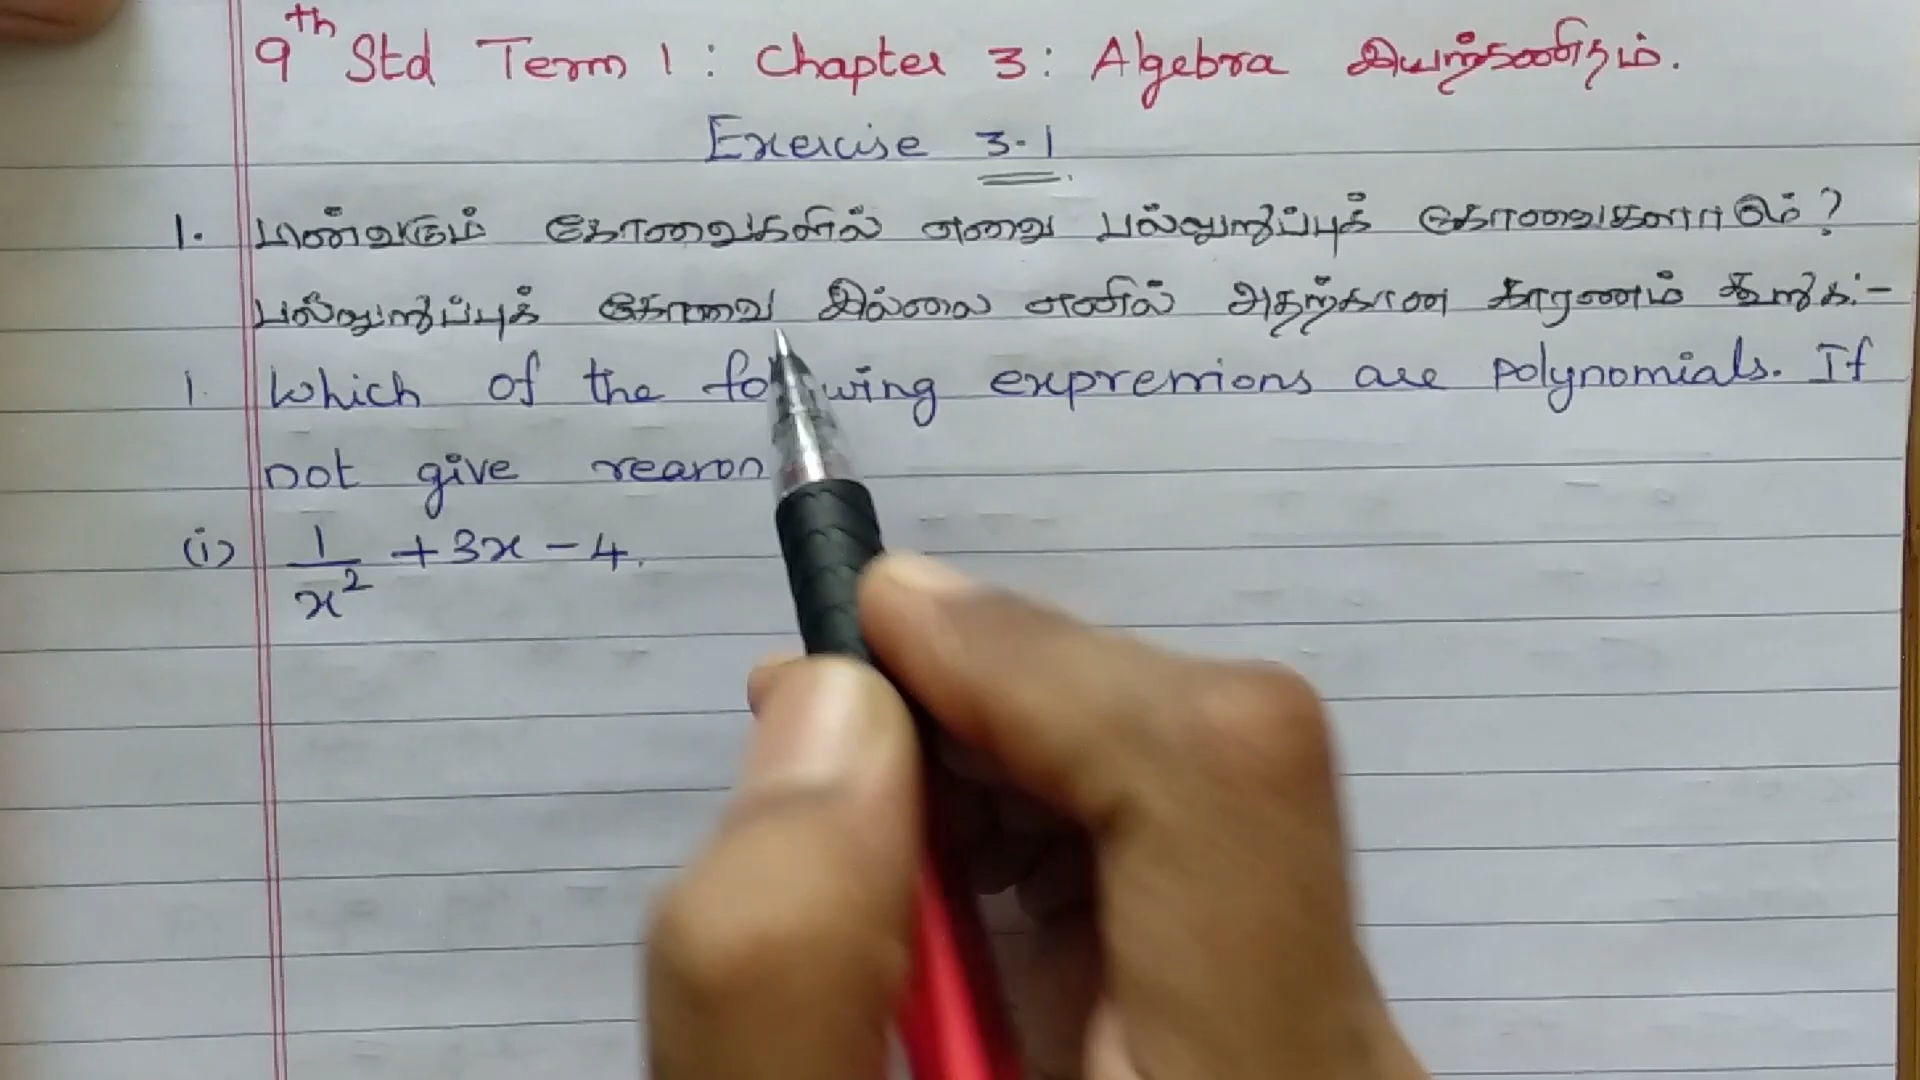 9th Std Term 1 : Chapter 3 : Algebra இயற்கணிதம்.
Exercise 3.1
1. பின்வரும் கோவைகளில் எவை பல்லுறுப்புக் கோவைகளாகும்?
பல்லுறுப்புக் கோவை இல்லை எனில் அதற்கான காரணம் கூறுக:-
1. Which of the following expressions are polynomials. If
not give reason
(i) 1/x² + 3x - 4.